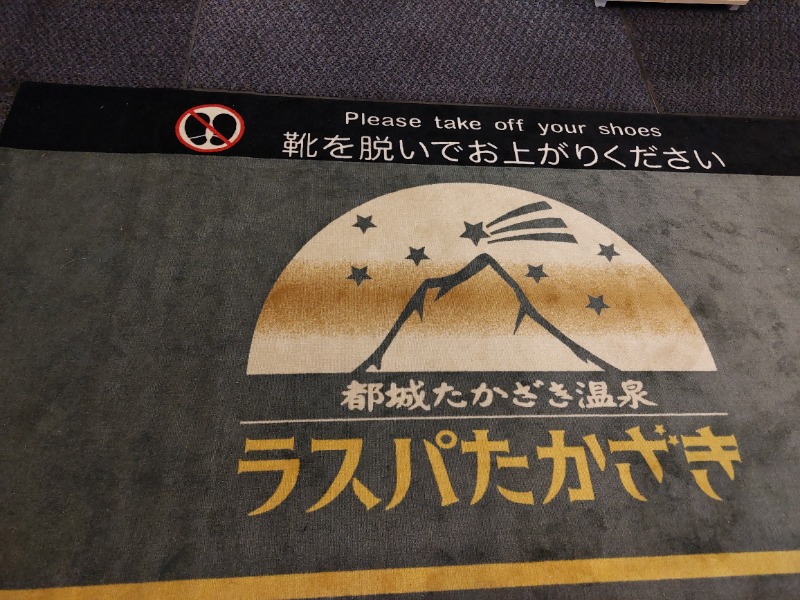 Please take off your shoes
靴を脱いでお上がりください
都城たかざき温泉
ラスパたかざき